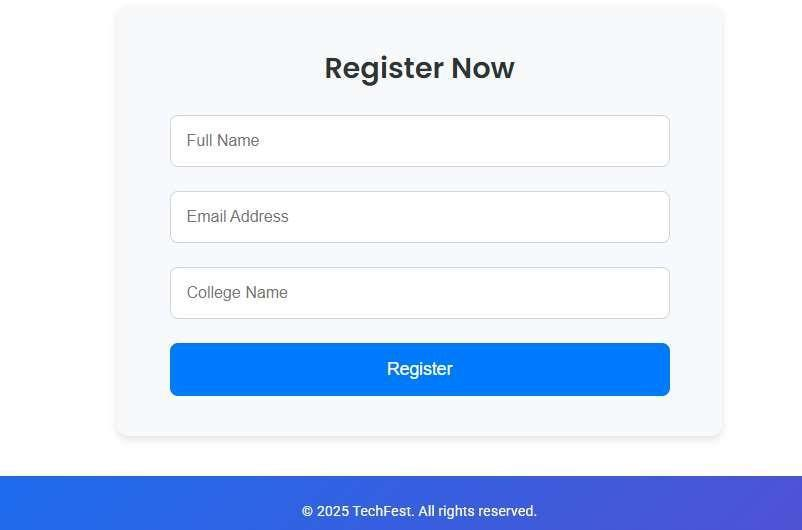 Register Now
Full Name
Email Address
College Name
Register
© 2025 TechFest. All rights reserved.